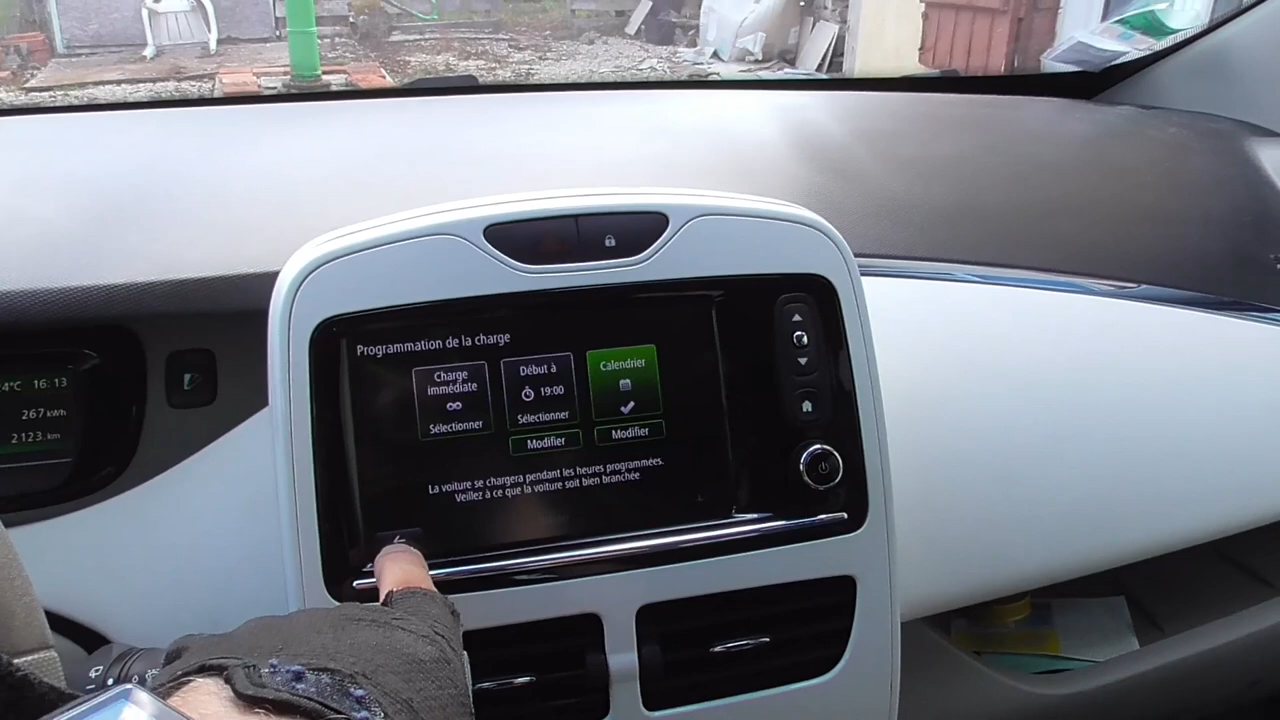 4°C 16:13
267 kWh
2123. km
Programmation de la charge
Charge
immédiate
Sélectionner
Début à
19:00
Sélectionner
Modifier
Calendrier
Modifier
La voiture se chargera pendant les heures programmées.
Veillez à ce que la voiture soit bien branchée